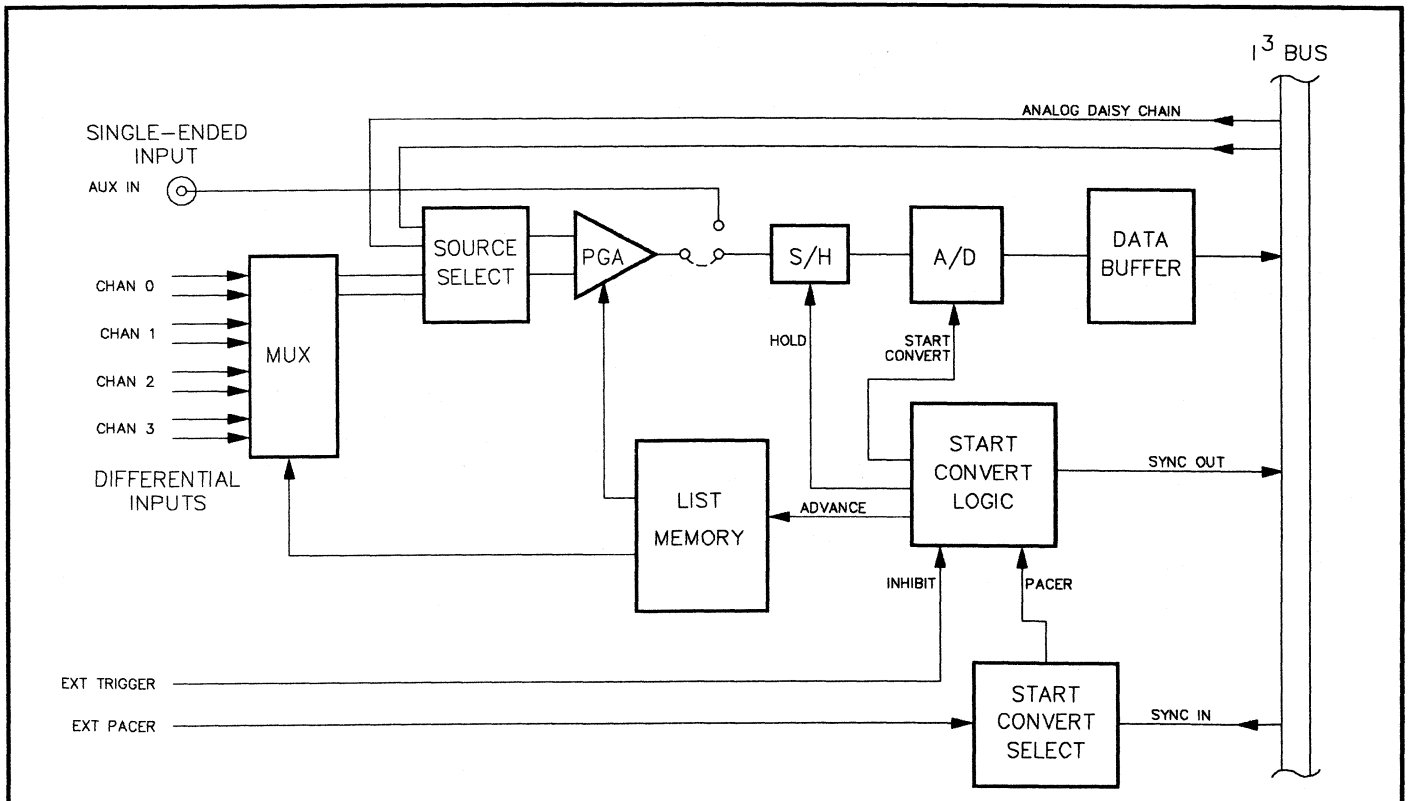 I³ BUS
ANALOG DAISY CHAIN
SINGLE-ENDED
INPUT
AUX IN
SOURCE
SELECT
PGA
S/H
A/D
DATA
BUFFER
CHAN 0
CHAN 1
CHAN 2
CHAN 3
MUX
DIFFERENTIAL
INPUTS
HOLD
START
CONVERT
LIST
MEMORY
ADVANCE
START
CONVERT
LOGIC
SYNC OUT
INHIBIT
PACER
EXT TRIGGER
EXT PACER
START
CONVERT
SELECT
SYNC IN